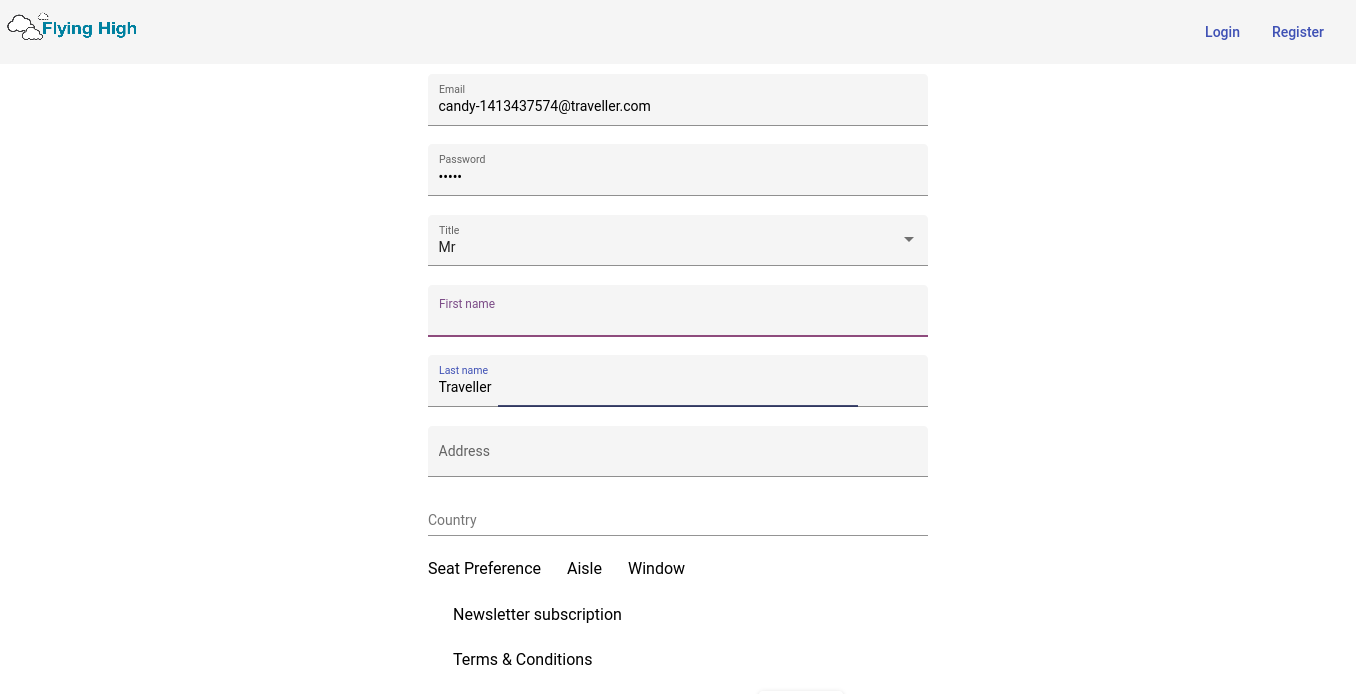 Flying High
Login
Register
Email
candy-1413437574@traveller.com
Password
•••••
Title
Mr
First name
Last name
Traveller
Address
Country
Seat Preference Aisle Window
Newsletter subscription
Terms & Conditions